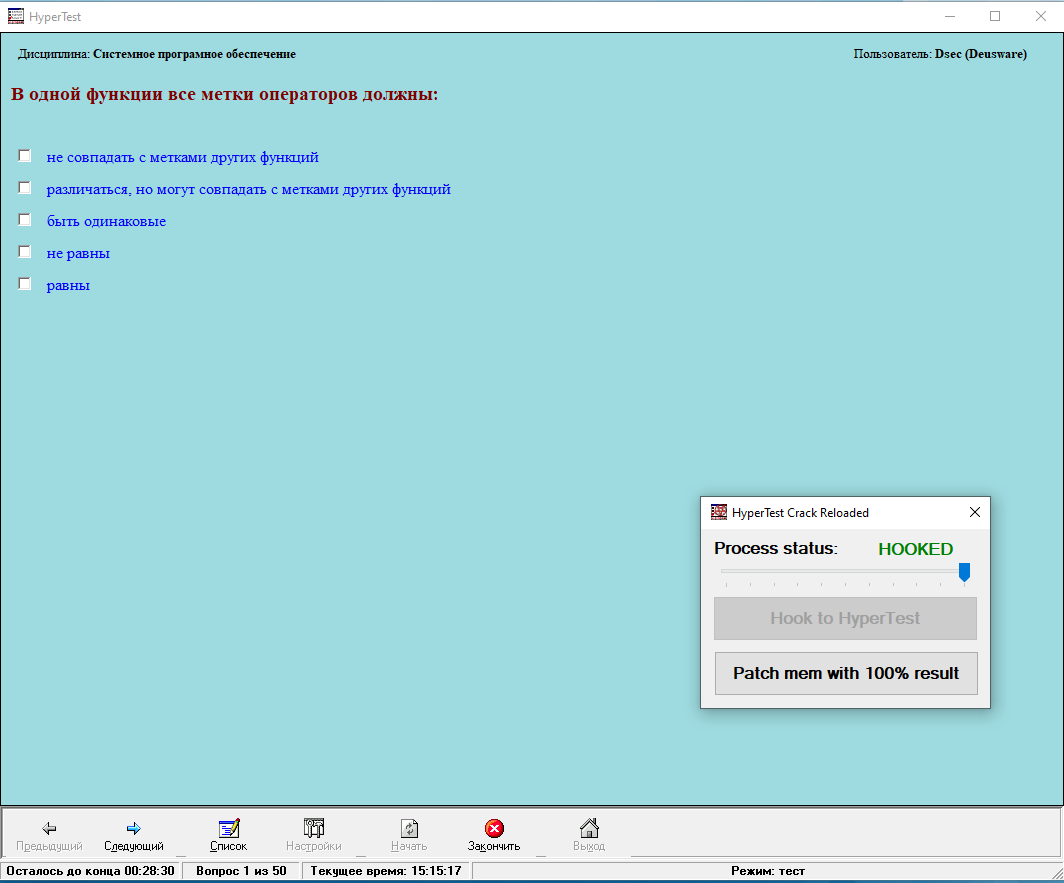 HyperTest
Дисциплина: Системное програмное обеспечение
Пользователь: Dsec (Deusware)
В одной функции все метки операторов должны:
не совпадать с метками других функций
различаться, но могут совпадать с метками других функций
быть одинаковые
не равны
равны
HyperTest Crack Reloaded
Process status: HOOKED
Hook to HyperTest
Patch mem with 100% result
Предыдущий Следующий Список Настройки Начать Закончить Выход
Осталось до конца 00:28:30 Вопрос 1 из 50 Текущее время: 15:15:17 Режим: тест